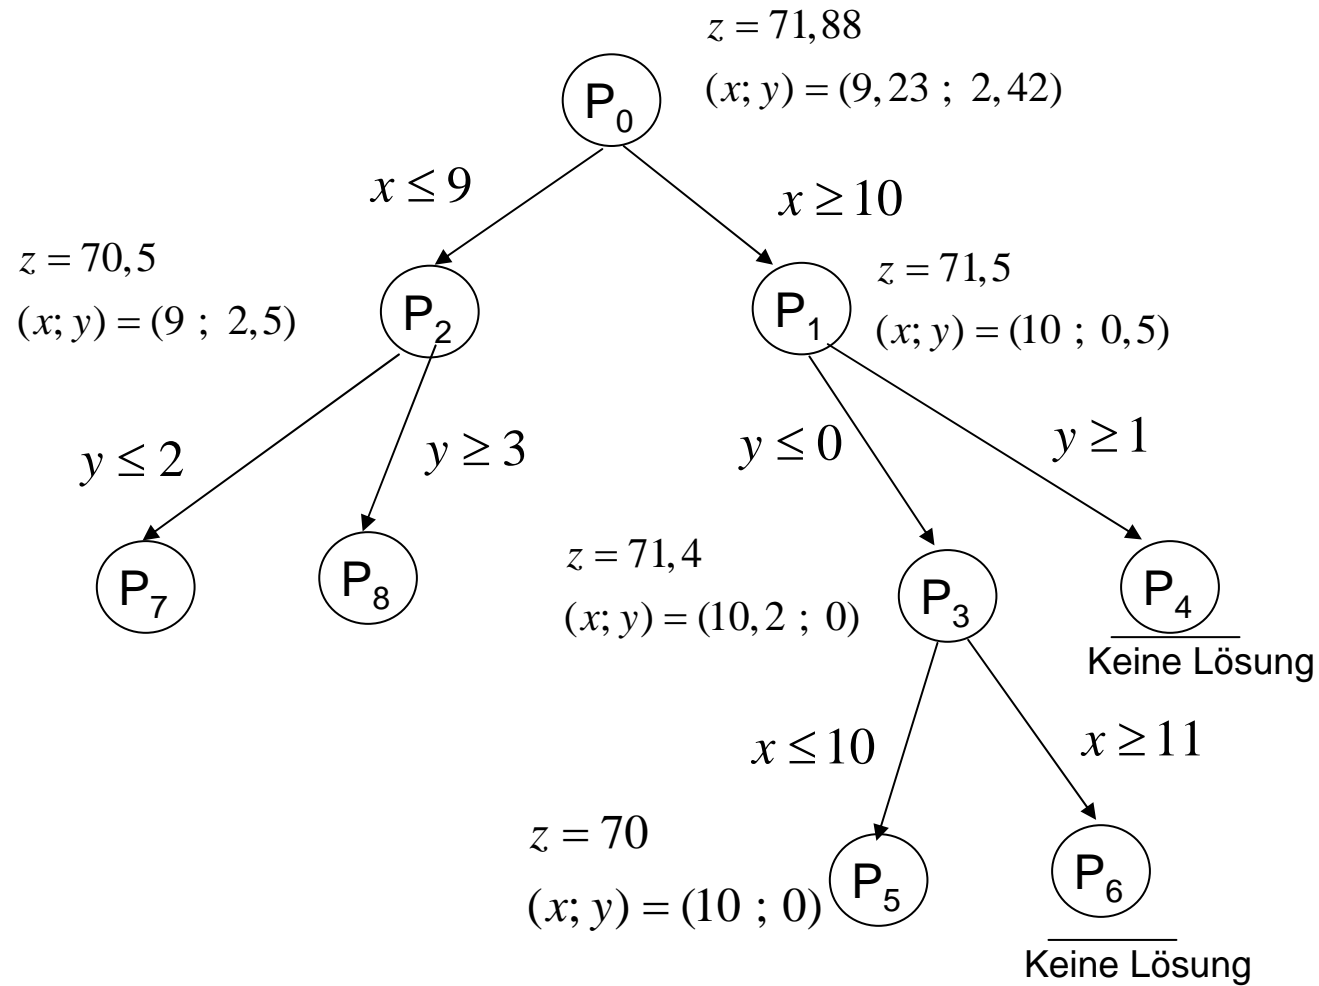 z = 71,88
(x; y) = (9,23 ; 2,42)
P₀
x ≤ 9
x ≥ 10
z = 70,5
(x; y) = (9 ; 2,5)
P₂
P₁
z = 71,5
(x; y) = (10 ; 0,5)
y ≤ 2
y ≥ 3
y ≤ 0
y ≥ 1
P₇
P₈
z = 71,4
(x; y) = (10,2 ; 0)
P₃
P₄
Keine Lösung
x ≤ 10
x ≥ 11
z = 70
(x; y) = (10 ; 0)
P₅
P₆
Keine Lösung